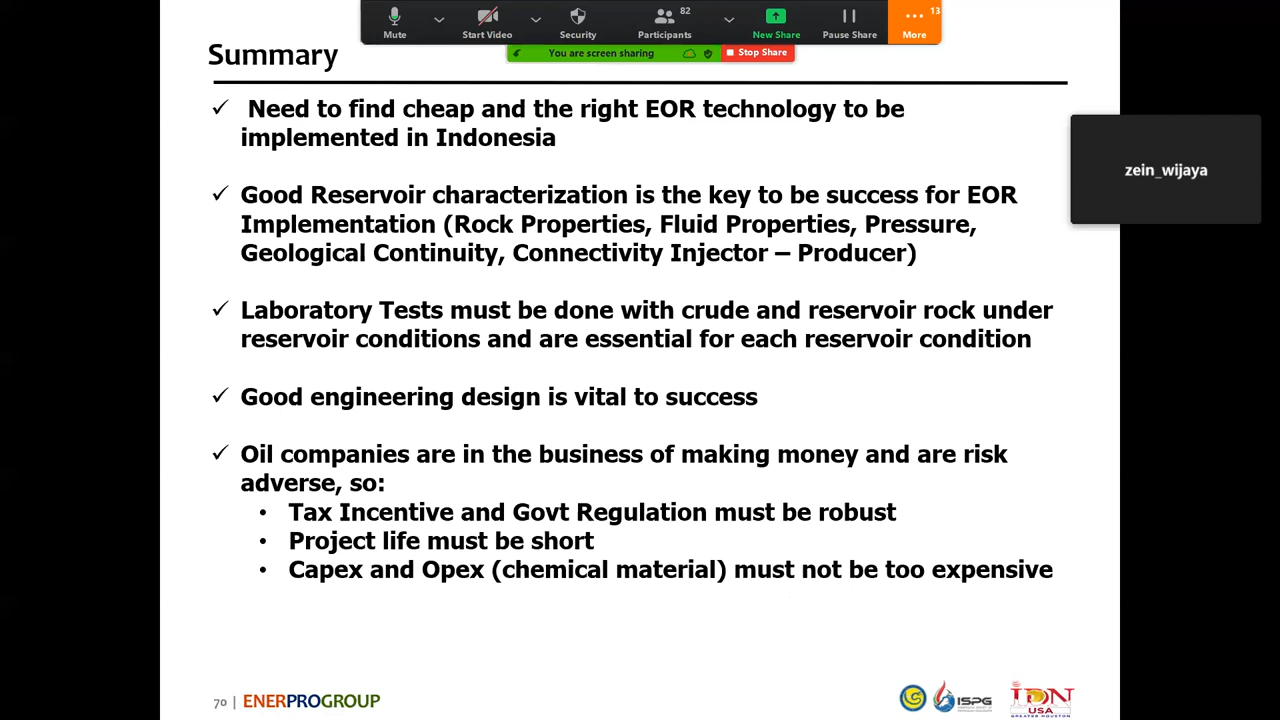 Mute
Start Video
Security
82
Participants
New Share
Pause Share
13
More
You are screen sharing
Stop Share
Summary
✓ Need to find cheap and the right EOR technology to be
implemented in Indonesia
✓ Good Reservoir characterization is the key to be success for EOR
Implementation (Rock Properties, Fluid Properties, Pressure,
Geological Continuity, Connectivity Injector – Producer)
✓ Laboratory Tests must be done with crude and reservoir rock under
reservoir conditions and are essential for each reservoir condition
✓ Good engineering design is vital to success
✓ Oil companies are in the business of making money and are risk
adverse, so:
• Tax Incentive and Govt Regulation must be robust
• Project life must be short
• Capex and Opex (chemical material) must not be too expensive
zein_wijaya
70 | ENERPROGROUP
ISPG
IDN
USA
GREATER HOUSTON